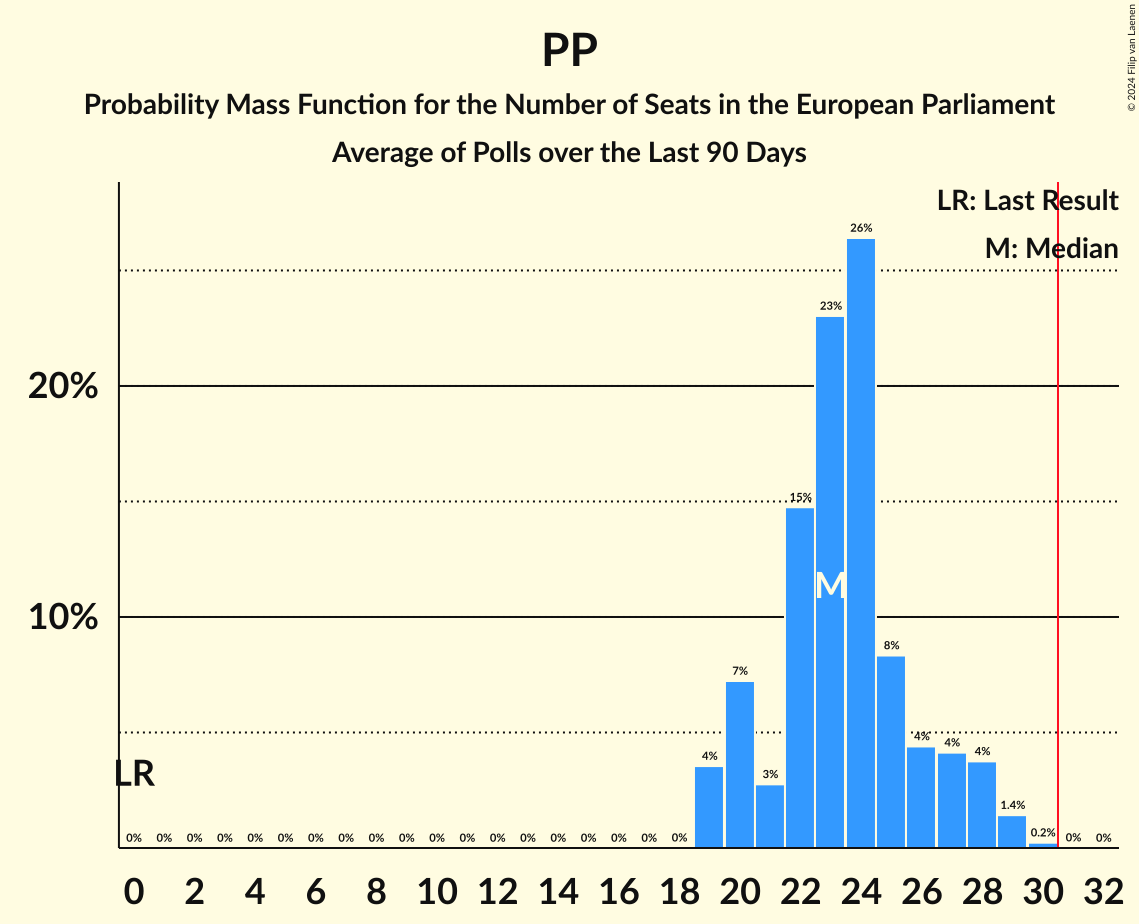 PP
Probability Mass Function for the Number of Seats in the European Parliament
Average of Polls over the Last 90 Days
© 2024 Filip van Laenen
LR: Last Result
M: Median
26%
23%
20%
15%
M
10%
8%
7%
4% 4% 4%
4%
3%
LR
1.4%
0% 0% 0% 0% 0% 0% 0% 0% 0% 0% 0% 0% 0% 0% 0% 0% 0% 0% 0% 0.2% 0% 0%
0 2 4 6 8 10 12 14 16 18 20 22 24 26 28 30 32